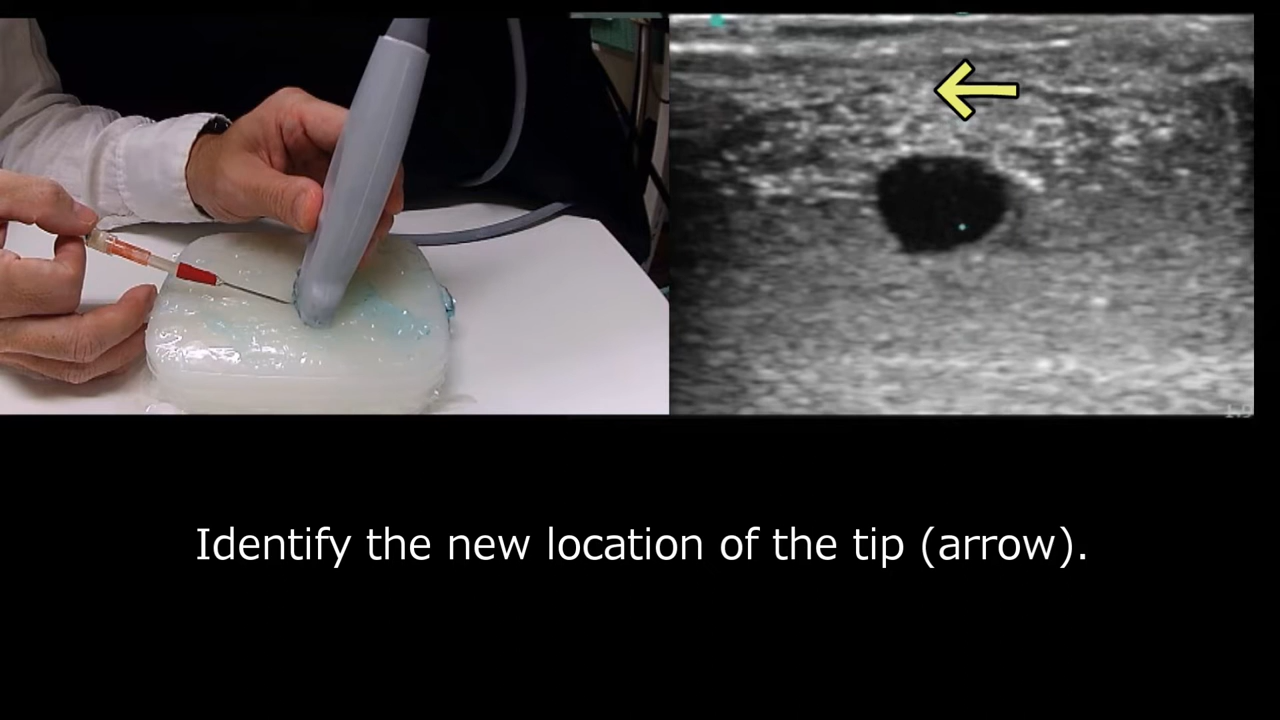 Identify the new location of the tip (arrow).